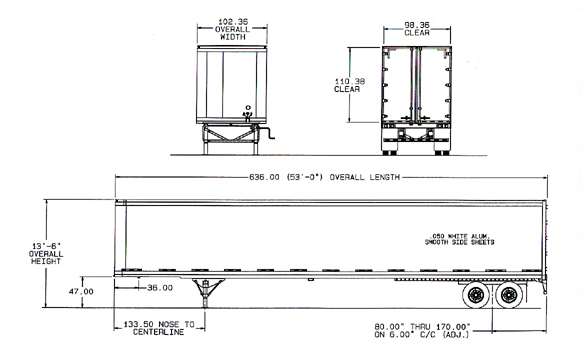 102.36
OVERALL
WIDTH
98.36
CLEAR
110.38
CLEAR
636.00 (53'-0") OVERALL LENGTH
13'-6"
OVERALL
HEIGHT
.050 WHITE ALUM.
SMOOTH SIDE SHEETS
47.00
36.00
133.50 NOSE TO
CENTERLINE
80.00" THRU 170.00"
ON 6.00" C/C (ADJ.)